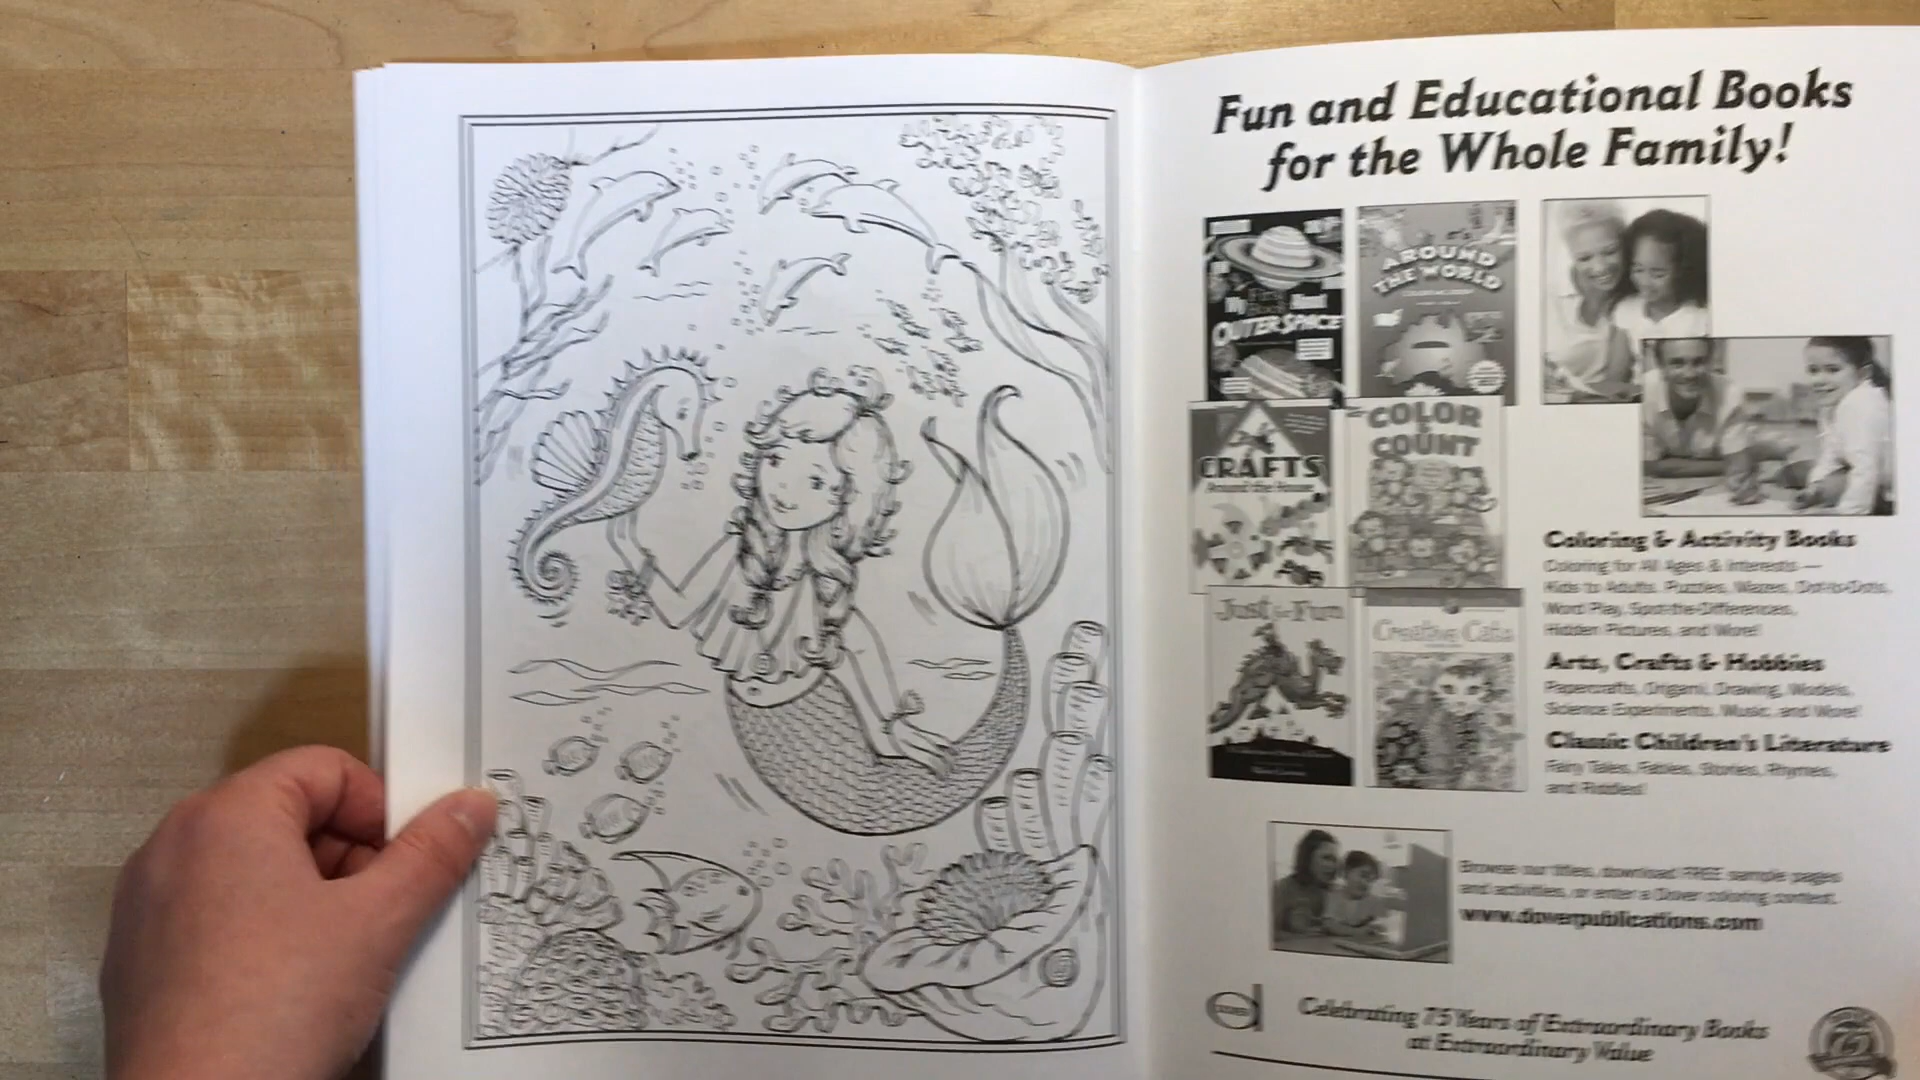 Fun and Educational Books
for the Whole Family!
OUTER SPACE
AROUND
THE WORLD
CRAFTS
Around the House
COLOR
COUNT
Just for Fun
Creative Cats
Coloring & Activity Books
Coloring for All Ages & Interests—
Kids to Adults, Puzzles, Mazes, Dot-to-Dots,
Word Play, Spot-the-Differences,
Hidden Pictures, and More!
Arts, Crafts & Hobbies
Papercrafts, Origami, Drawing, Models,
Science Experiments, Music, and More!
Classic Children's Literature
Fairy Tales, Fables, Stories, Rhymes,
and Riddles!
Browse our titles, download FREE sample pages
and activities, or enter a Dover coloring contest.
www.doverpublications.com
Celebrating 75 Years of Extraordinary Books
at Extraordinary Value
75